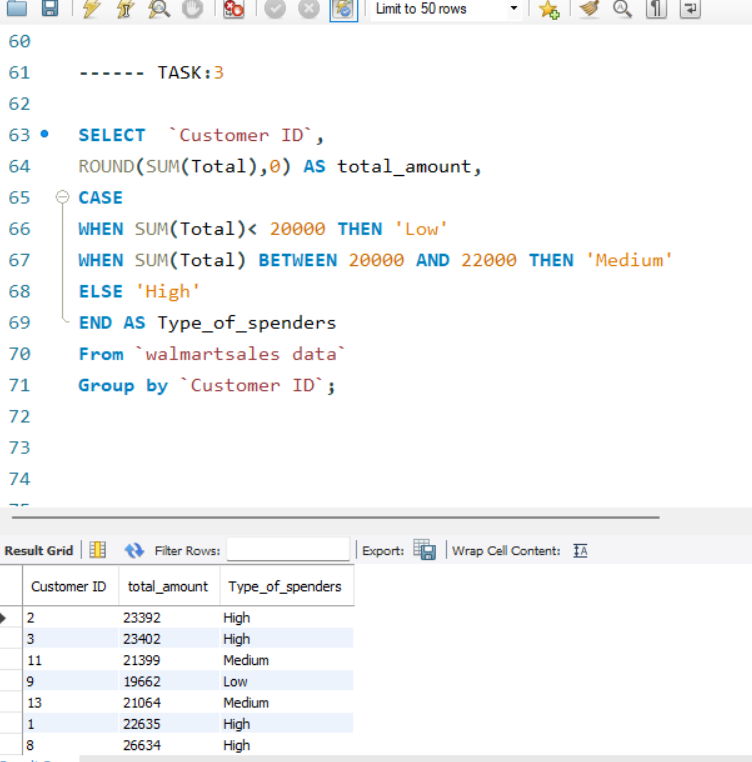 Limit to 50 rows
60
61 ------ TASK:3
62
63 SELECT `Customer ID`,
64 ROUND(SUM(Total),0) AS total_amount,
65 CASE
66 WHEN SUM(Total)< 20000 THEN 'Low'
67 WHEN SUM(Total) BETWEEN 20000 AND 22000 THEN 'Medium'
68 ELSE 'High'
69 END AS Type_of_spenders
70 From `walmartsales data`
71 Group by `Customer ID`;
72
73
74
Result Grid Filter Rows: Export: Wrap Cell Content: IA
Customer ID total_amount Type_of_spenders
2 23392 High
3 23402 High
11 21399 Medium
9 19662 Low
13 21064 Medium
1 22635 High
8 26634 High